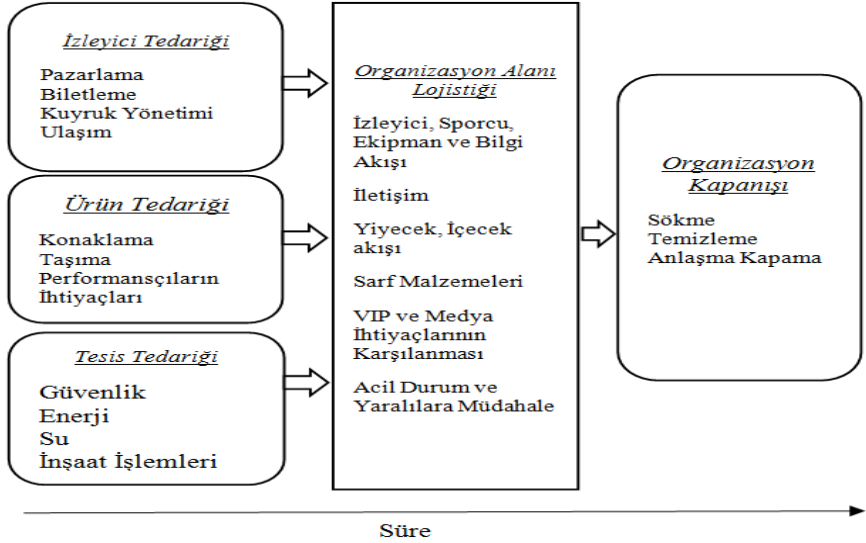 İzleyici Tedariği
Pazarlama
Biletleme
Kuyruk Yönetimi
Ulaşım
Ürün Tedariği
Konaklama
Taşıma
Performansçıların
İhtiyaçları
Tesis Tedariği
Güvenlik
Enerji
Su
İnşaat İşlemleri
Organizasyon Alanı
Lojistiği
İzleyici, Sporcu,
Ekipman ve Bilgi
Akışı
İletişim
Yiyecek, İçecek
akışı
Sarf Malzemeleri
VIP ve Medya
İhtiyaçlarının
Karşılanması
Acil Durum ve
Yaralılara Müdahale
Organizasyon
Kapanışı
Sökme
Temizleme
Anlaşma Kapama
Süre